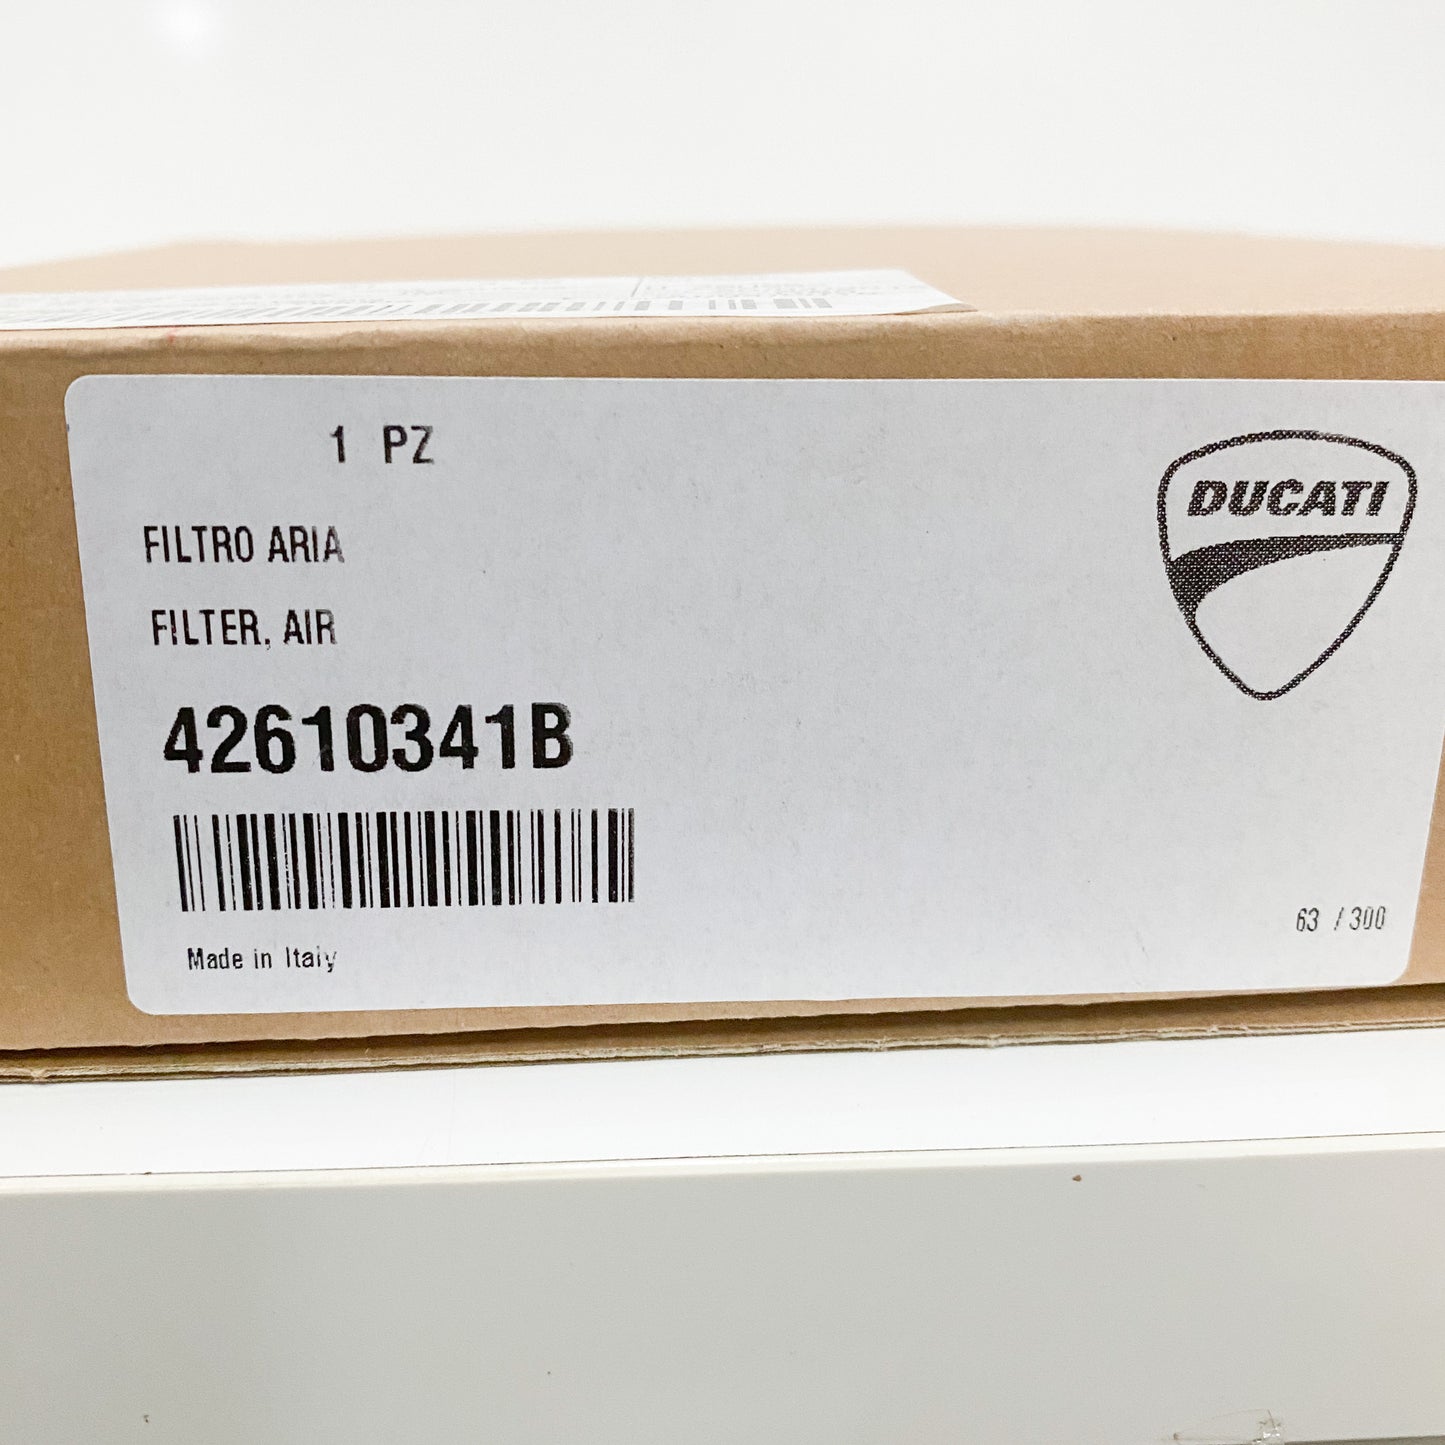 1 PZ
DUCATI
FILTRO ARIA
FILTER, AIR
42610341B
Made in Italy
63 / 300